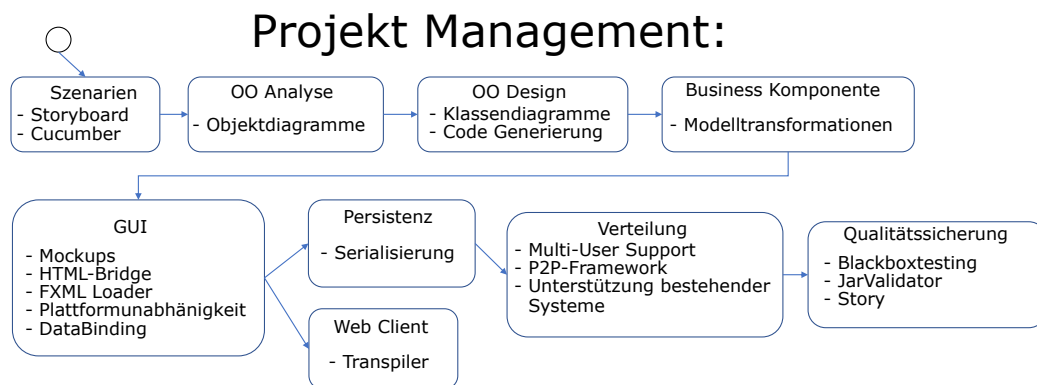 Projekt Management:
Szenarien
- Storyboard
- Cucumber
OO Analyse
- Objektdiagramme
OO Design
- Klassendiagramme
- Code Generierung
Business Komponente
- Modelltransformationen
GUI
- Mockups
- HTML-Bridge
- FXML Loader
- Plattformunabhänigkeit
- DataBinding
Persistenz
- Serialisierung
Web Client
- Transpiler
Verteilung
- Multi-User Support
- P2P-Framework
- Unterstützung bestehender
Systeme
Qualitätssicherung
- Blackboxtesting
- JarValidator
- Story